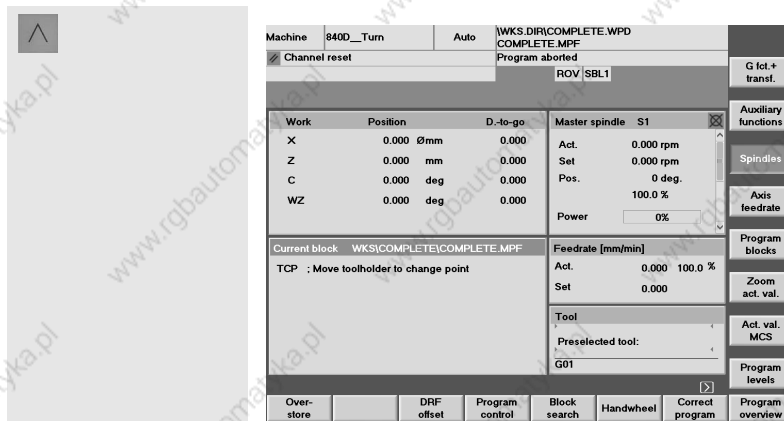 Machine 840D__Turn Auto \WKS.DIR\COMPLETE.WPD
COMPLETE.MPF
Channel reset Program aborted
ROV SBL1
G fct.+
transf.
Auxiliary
functions
Spindles
Axis
feedrate
Program
blocks
Zoom
act. val.
Act. val.
MCS
Program
levels
Program
overview
Work Position D.-to-go
X 0.000 Ømm 0.000
Z 0.000 mm 0.000
C 0.000 deg 0.000
WZ 0.000 deg 0.000
Master spindle S1
Act. 0.000 rpm
Set 0.000 rpm
Pos. 0 deg.
100.0 %
Power 0%
Current block WKS\COMPLETE\COMPLETE.MPF
TCP ; Move toolholder to change point
Feedrate [mm/min]
Act. 0.000 100.0 %
Set 0.000
Tool
Preselected tool:
G01
Over-
store
DRF
offset
Program
control
Block
search
Handwheel
Correct
program
www.rgbautomatyka.pl